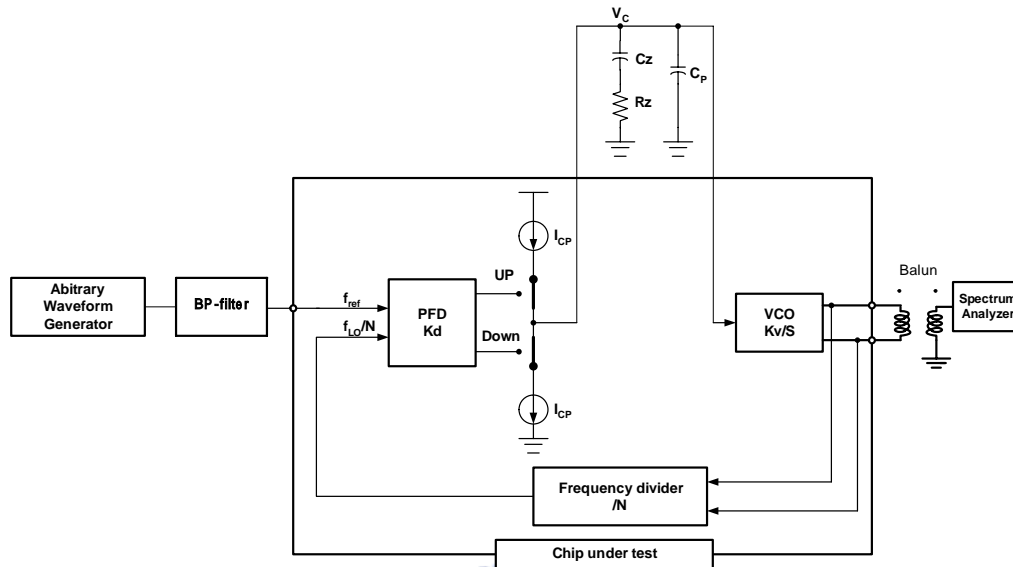 V_C
Cz
C_P
Rz
I_CP
UP
Abitrary
Waveform
Generator
BP-filter
f_ref
f_LO/N
PFD
Kd
Down
I_CP
VCO
Kv/S
Balun
Spectrum
Analyzer
Frequency divider
/N
Chip under test